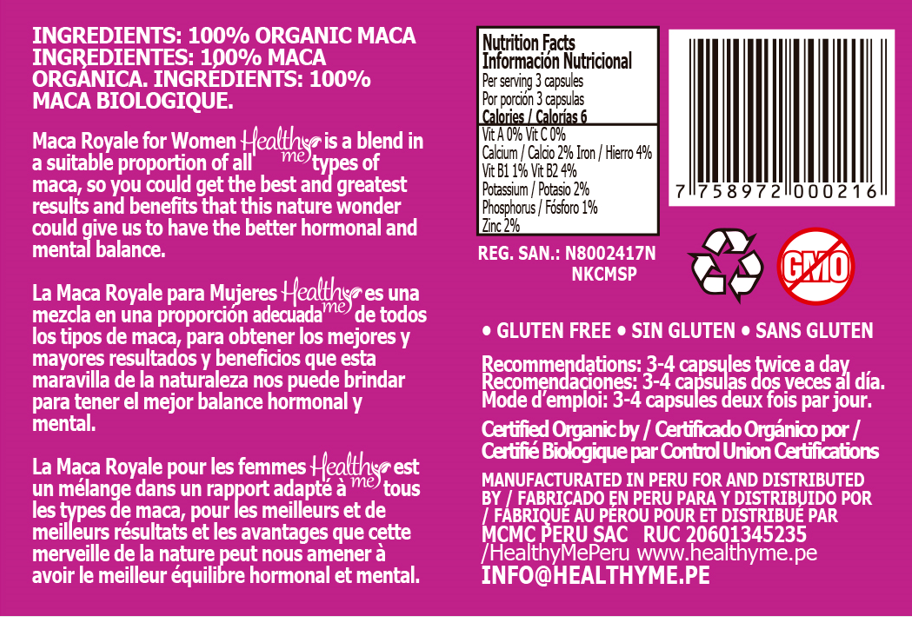 INGREDIENTS: 100% ORGANIC MACA
INGREDIENTES: 100% MACA
ORGÁNICA. INGRÉDIENTS: 100%
MACA BIOLOGIQUE.
Maca Royale for Women Healthy me is a blend in
a suitable proportion of all types of
maca, so you could get the best and greatest
results and benefits that this nature wonder
could give us to have the better hormonal and
mental balance.
La Maca Royale para Mujeres Healthy me es una
mezcla en una proporción adecuada de todos
los tipos de maca, para obtener los mejores y
mayores resultados y beneficios que esta
maravilla de la naturaleza nos puede brindar
para tener el mejor balance hormonal y
mental.
La Maca Royale pour les femmes Healthy me est
un mélange dans un rapport adapté à tous
les types de maca, pour les meilleurs et de
meilleurs résultats et les avantages que cette
merveille de la nature peut nous amener à
avoir le meilleur équilibre hormonal et mental.
Nutrition Facts
Información Nutricional
Per serving 3 capsules
Por porción 3 capsulas
Calories / Calorías 6
Vit A 0% Vit C 0%
Calcium / Calcio 2% Iron / Hierro 4%
Vit B1 1% Vit B2 4%
Potassium / Potasio 2%
Phosphorus / Fósforo 1%
Zinc 2%
7 758972 000216
REG. SAN.: N8002417N
NKCMSP
GMO
• GLUTEN FREE • SIN GLUTEN • SANS GLUTEN
Recommendations: 3-4 capsules twice a day
Recomendaciones: 3-4 capsulas dos veces al día.
Mode d'emploi: 3-4 capsules deux fois par jour.
Certified Organic by / Certificado Orgánico por /
Certifié Biologique par Control Union Certifications
MANUFACTURATED IN PERU FOR AND DISTRIBUTED
BY / FABRICADO EN PERU PARA Y DISTRIBUIDO POR
/ FABRIQUÉ AU PÉROU POUR ET DISTRIBUÉ PAR
MCMC PERU SAC RUC 20601345235
/HealthyMePeru www.healthyme.pe
INFO@HEALTHYME.PE